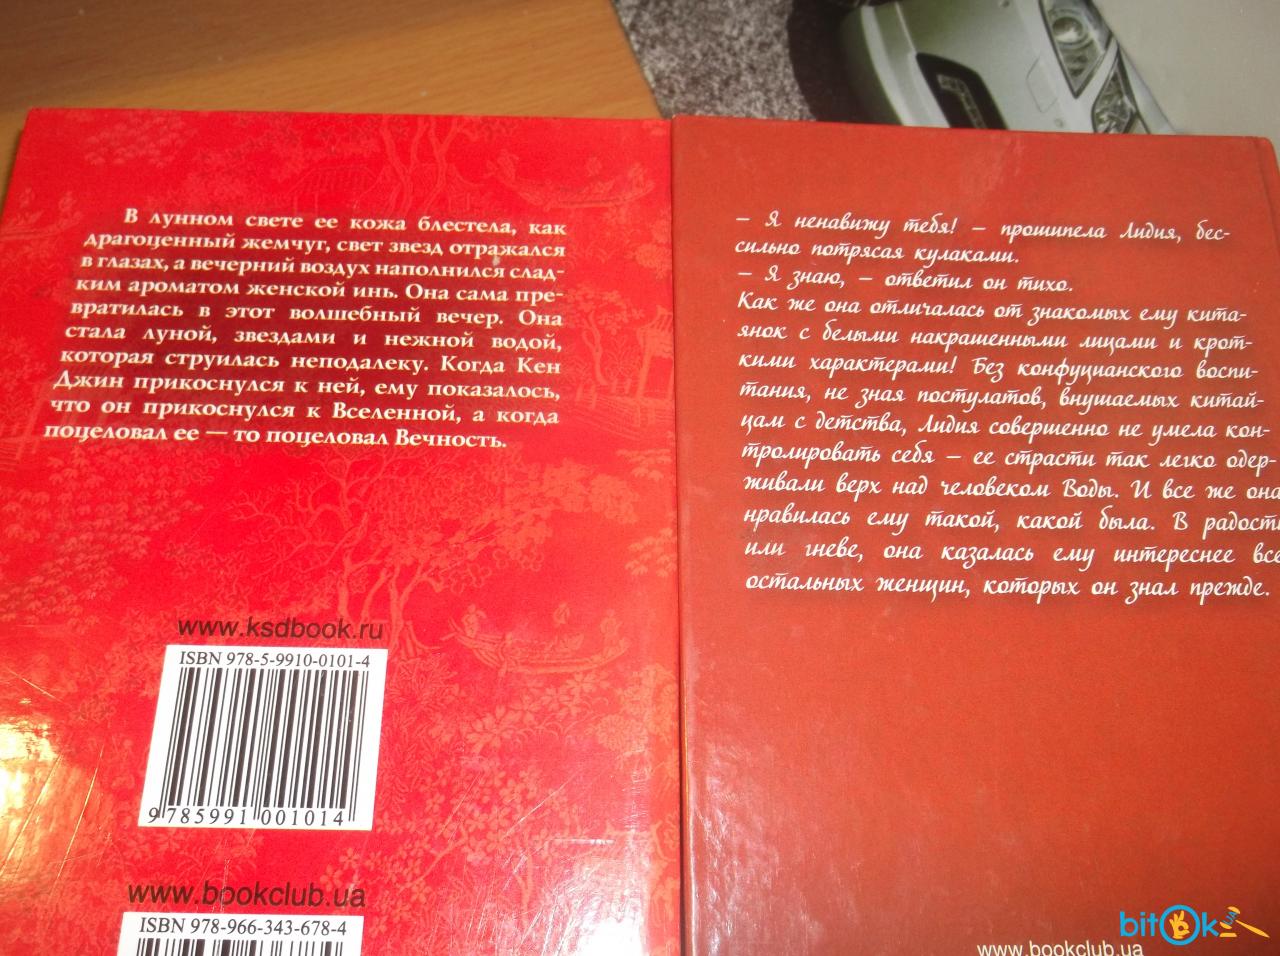 В лунном свете ее кожа блестела, как
драгоценный жемчуг, свет звезд отражался
в глазах, а вечерний воздух наполнился слад-
ким ароматом женской инь. Она сама пре-
вратилась в этот волшебный вечер. Она
стала луной, звездами и нежной водой,
которая струилась неподалеку. Когда Кен
Джин прикоснулся к ней, ему показалось,
что он прикоснулся к Вселенной, а когда
поцеловал ее — то поцеловал Вечность.
www.ksdbook.ru
ISBN 978-5-9910-0101-4
9 785991 001014
www.bookclub.ua
ISBN 978-966-343-678-4
— Я ненавижу тебя! — прошипела Лидия, бес-
сильно потрясая кулаками.
— Я знаю, — ответил он тихо.
Как же она отличалась от знакомых ему кита-
янок с белыми накрашенными лицами и крот-
кими характерами! Без конфуцианского воспи-
тания, не зная постулатов, внушаемых китай-
цам с детства, Лидия совершенно не умела кон-
тролировать себя — ее страсти так легко одер-
живали верх над человеком Воды. И все же она
нравилась ему такой, какой была. В радости
или гневе, она казалась ему интереснее все
остальных женщин, которых он знал прежде.
www.bookclub.ua
bitOk.UA